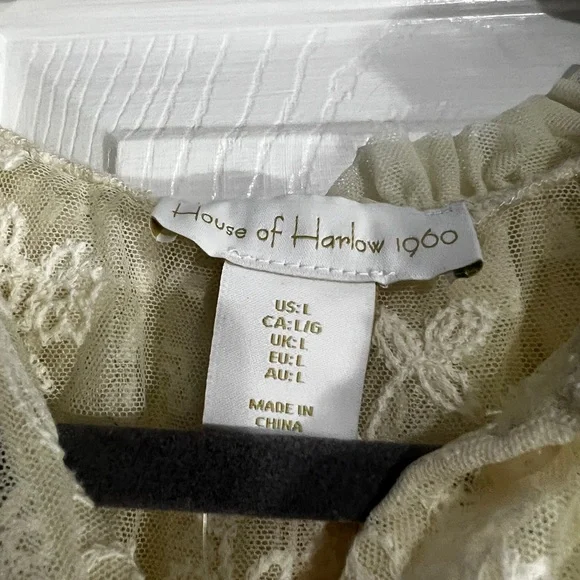 House of Harlow 1960
US: L
CA: L/G
UK: L
EU: L
AU: L
MADE IN
CHINA